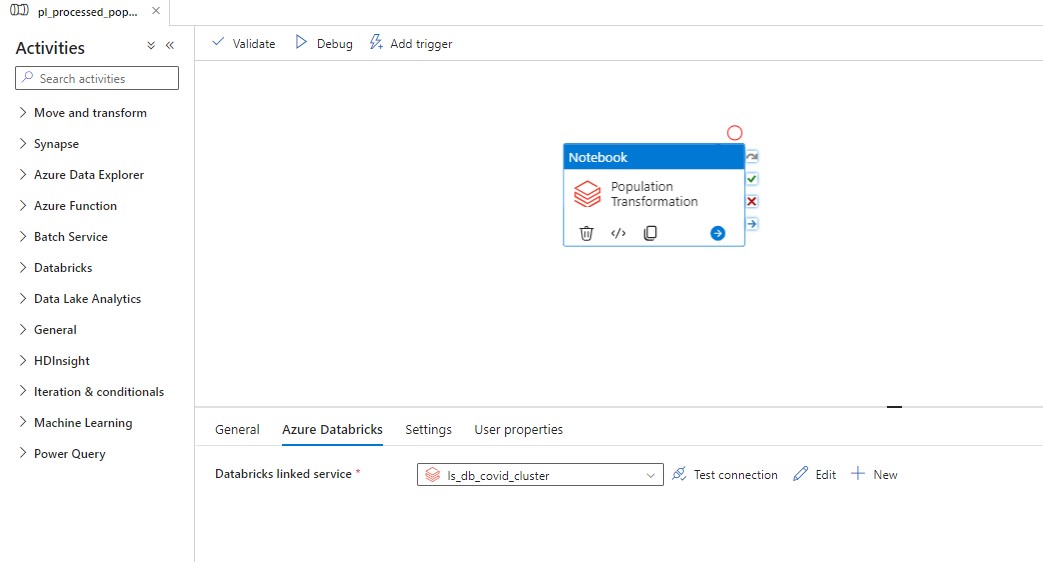 pl_processed_pop...
Activities
Search activities
Move and transform
Synapse
Azure Data Explorer
Azure Function
Batch Service
Databricks
Data Lake Analytics
General
HDInsight
Iteration & conditionals
Machine Learning
Power Query
Validate Debug Add trigger
Notebook
Population
Transformation
General Azure Databricks Settings User properties
Databricks linked service * ls_db_covid_cluster Test connection Edit New